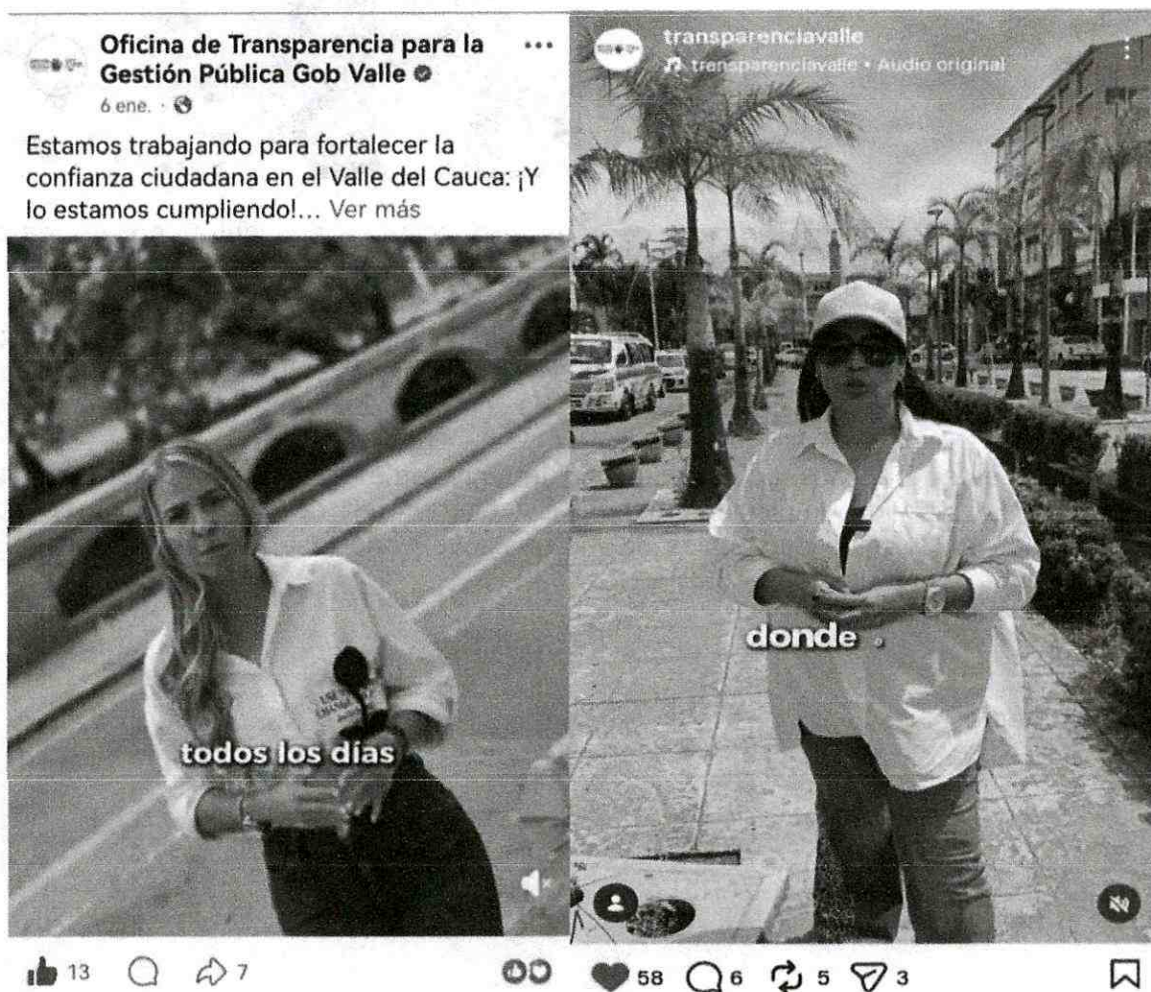 Oficina de Transparencia para la
Gestión Pública Gob Valle
6 ene. ·
Estamos trabajando para fortalecer la
confianza ciudadana en el Valle del Cauca: ¡Y
lo estamos cumpliendo!... Ver más
todos los días
13
7
transparenciavalle
transparenciavalle • Audio original
donde
58
6
5
3